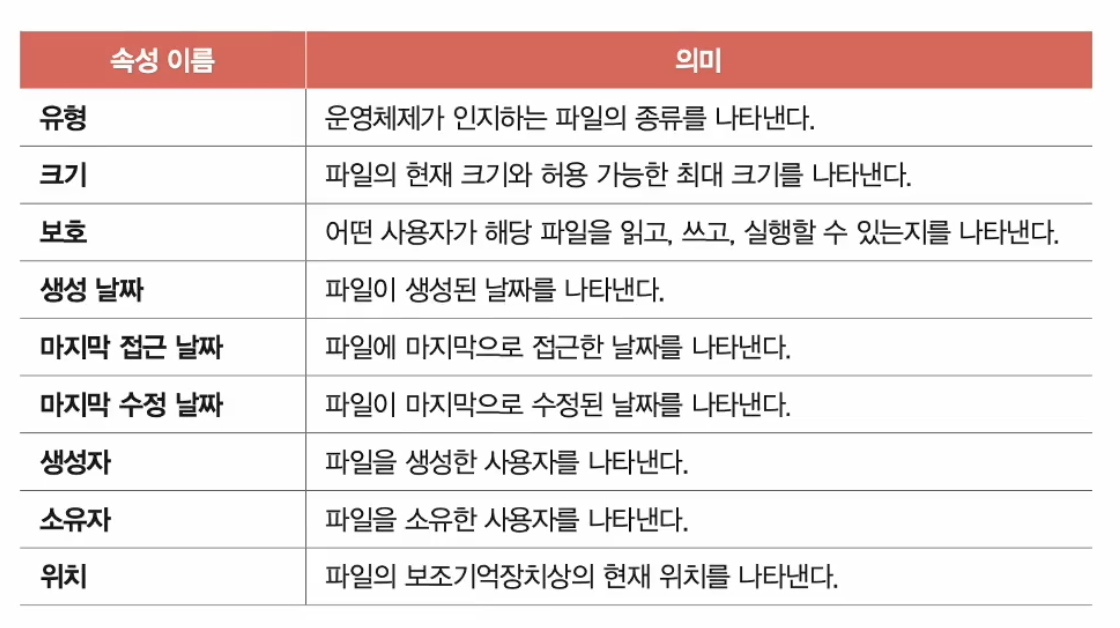 속성 이름 의미
유형 운영체제가 인지하는 파일의 종류를 나타낸다.
크기 파일의 현재 크기와 허용 가능한 최대 크기를 나타낸다.
보호 어떤 사용자가 해당 파일을 읽고, 쓰고, 실행할 수 있는지를 나타낸다.
생성 날짜 파일이 생성된 날짜를 나타낸다.
마지막 접근 날짜 파일에 마지막으로 접근한 날짜를 나타낸다.
마지막 수정 날짜 파일이 마지막으로 수정된 날짜를 나타낸다.
생성자 파일을 생성한 사용자를 나타낸다.
소유자 파일을 소유한 사용자를 나타낸다.
위치 파일의 보조기억장치상의 현재 위치를 나타낸다.